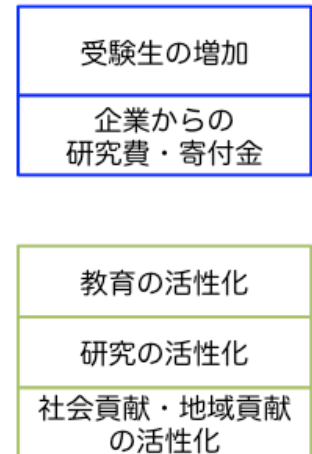 受験生の増加
企業からの
研究費・寄付金
教育の活性化
研究の活性化
社会貢献・地域貢献
の活性化